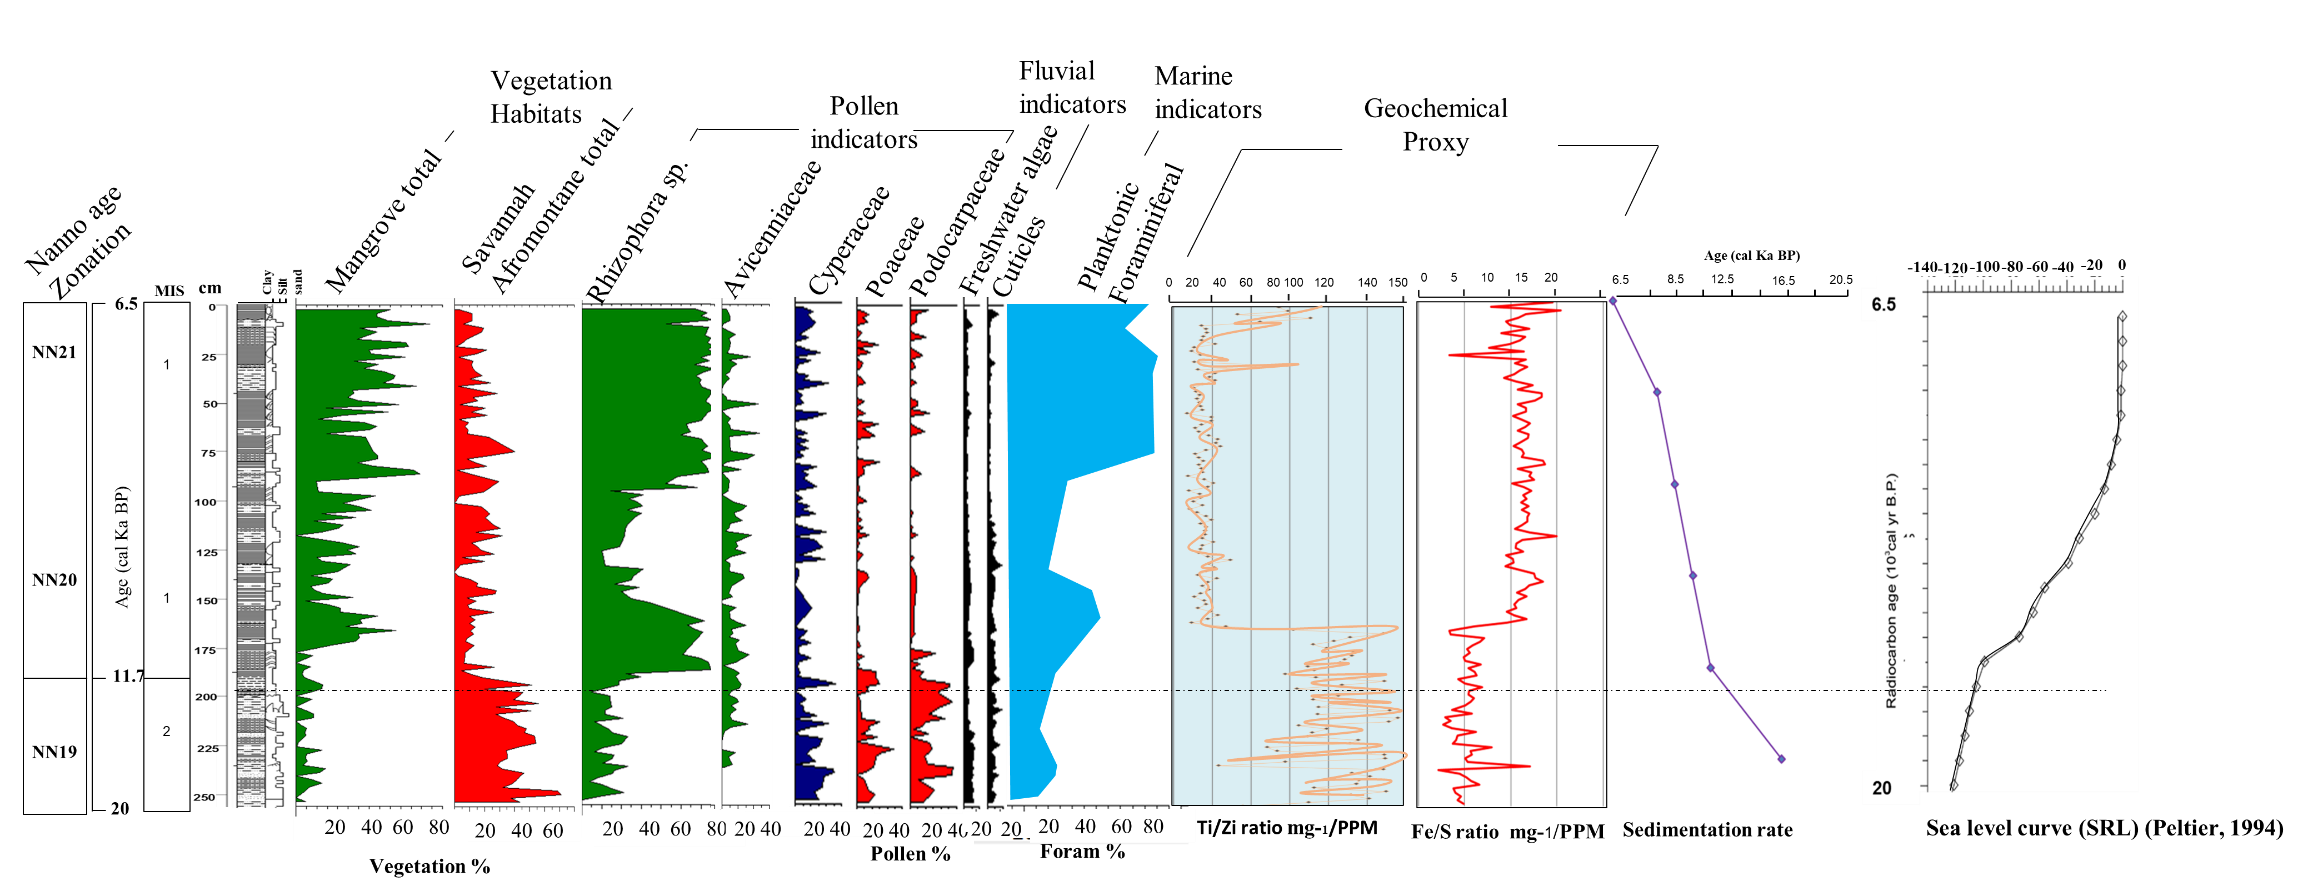 Vegetation
Habitats
Pollen
indicators
Fluvial
indicators
Marine
indicators
Geochemical
Proxy
Nanno age
Zonation
MIS
cm
Clay
Silt
sand
Mangrove total
Savannah
Afromontane total
Rhizophora sp.
Avicenniaceae
Cyperaceae
Poaceae
Podocarpaceae
Freshwater algae
Cuticles
Planktonic
Foraminiferal
Age (cal Ka BP)
0 20 40 60 80 100 120 140 150
0 5 10 15 20
6.5 8.5 12.5 16.5 20.5
-140 -120 -100 -80 -60 -40 -20 0
NN21
NN20
NN19
6.5
11.7
20
Age (cal Ka BP)
1
1
2
0
25
50
75
100
125
150
175
200
225
250
6.5
20
Radiocarbon age (10³cal yr B.P.)
20 40 60 80
20 40 60
20 40 60 80
20 40
20 40
20 40
20 40
20
20
20 40 60 80
Vegetation %
Pollen %
Foram %
Ti/Zi ratio mg-1/PPM
Fe/S ratio mg-1/PPM
Sedimentation rate
Sea level curve (SRL) (Peltier, 1994)